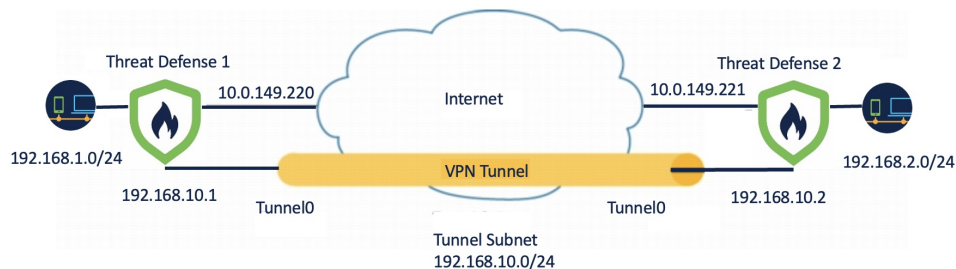 Threat Defense 1
Threat Defense 2
10.0.149.220
Internet
10.0.149.221
192.168.1.0/24
192.168.2.0/24
VPN Tunnel
192.168.10.1
192.168.10.2
Tunnel0
Tunnel0
Tunnel Subnet
192.168.10.0/24